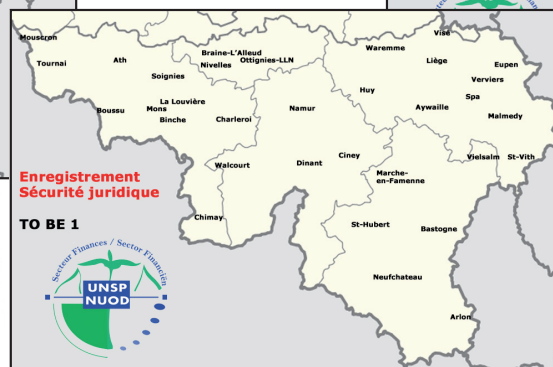 Mouscron
Visé
Tournai
Ath
Braine-L'Alleud
Nivelles
Ottignies-LLN
Waremme
Liège
Eupen
Soignies
Verviers
Huy
Spa
La Louvière
Boussu
Mons
Binche
Charleroi
Namur
Aywaille
Malmedy
Walcourt
Dinant
Ciney
Vielsalm
St-Vith
Marche-
en-Famenne
Enregistrement
Sécurité juridique
Chimay
TO BE 1
St-Hubert
Bastogne
Secteur Finances / Sector Financiën
UNSP
NUOD
Neufchateau
Arlon